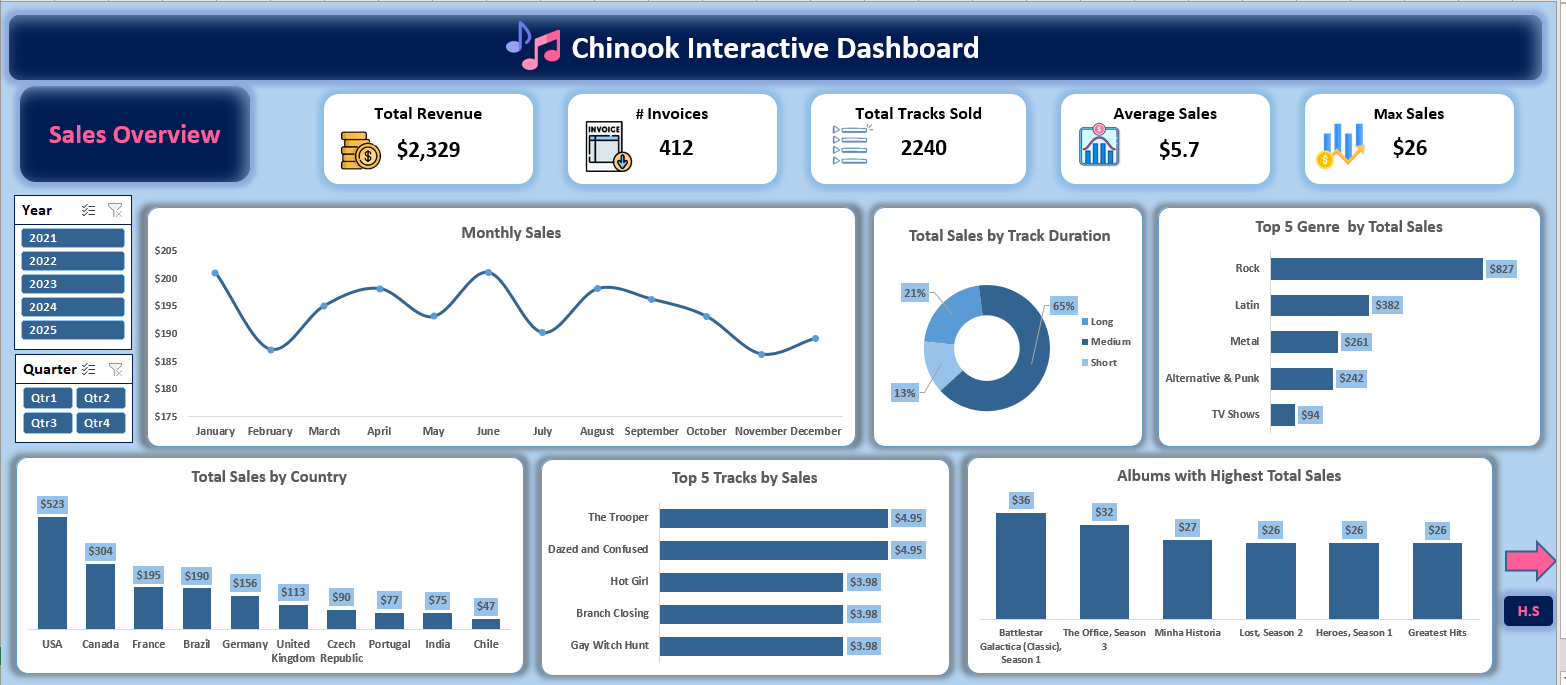 Chinook Interactive Dashboard
Sales Overview
Total Revenue
$2,329
# Invoices
INVOICE
412
Total Tracks Sold
2240
Average Sales
$5.7
Max Sales
$26
Year
2021
2022
2023
2024
2025
Quarter
Qtr1 Qtr2
Qtr3 Qtr4
Monthly Sales
$205
$200
$195
$190
$185
$180
$175
January February March April May June July August September October November December
Total Sales by Track Duration
21%
65%
13%
Long
Medium
Short
Top 5 Genre by Total Sales
Rock $827
Latin $382
Metal $261
Alternative & Punk $242
TV Shows $94
Total Sales by Country
$523 $304 $195 $190 $156 $113 $90 $77 $75 $47
USA Canada France Brazil Germany United Czech Portugal India Chile
Kingdom Republic
Top 5 Tracks by Sales
The Trooper $4.95
Dazed and Confused $4.95
Hot Girl $3.98
Branch Closing $3.98
Gay Witch Hunt $3.98
Albums with Highest Total Sales
$36 $32 $27 $26 $26 $26
Battlestar The Office, Season Minha Historia Lost, Season 2 Heroes, Season 1 Greatest Hits
Galactica (Classic), 3
Season 1
H.S